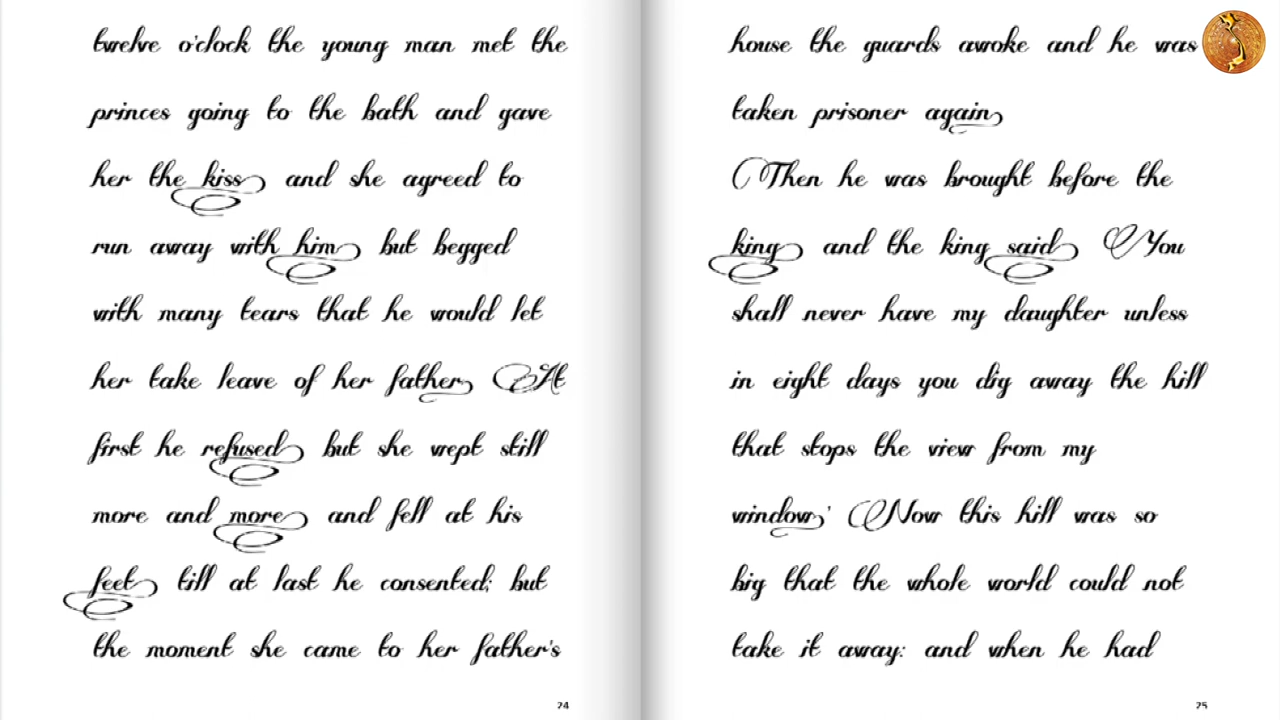 twelve o'clock the young man met the
princes going to the bath and gave
her the kiss, and she agreed to
run away with him, but begged
with many tears that he would let
her take leave of her father. At
first he refused, but she wept still
more and more, and fell at his
feet, till at last he consented; but
the moment she came to her father's
24
house the guards awoke and he was
taken prisoner again.
Then he was brought before the
king, and the king said, 'You
shall never have my daughter unless
in eight days you dig away the hill
that stops the view from my
window.' Now this hill was so
big that the whole world could not
take it away: and when he had
25